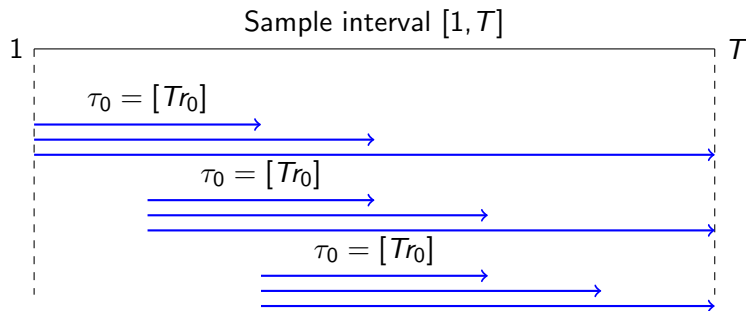 Sample interval [1, T]
1 T
τ₀ = [Tr₀]
τ₀ = [Tr₀]
τ₀ = [Tr₀]